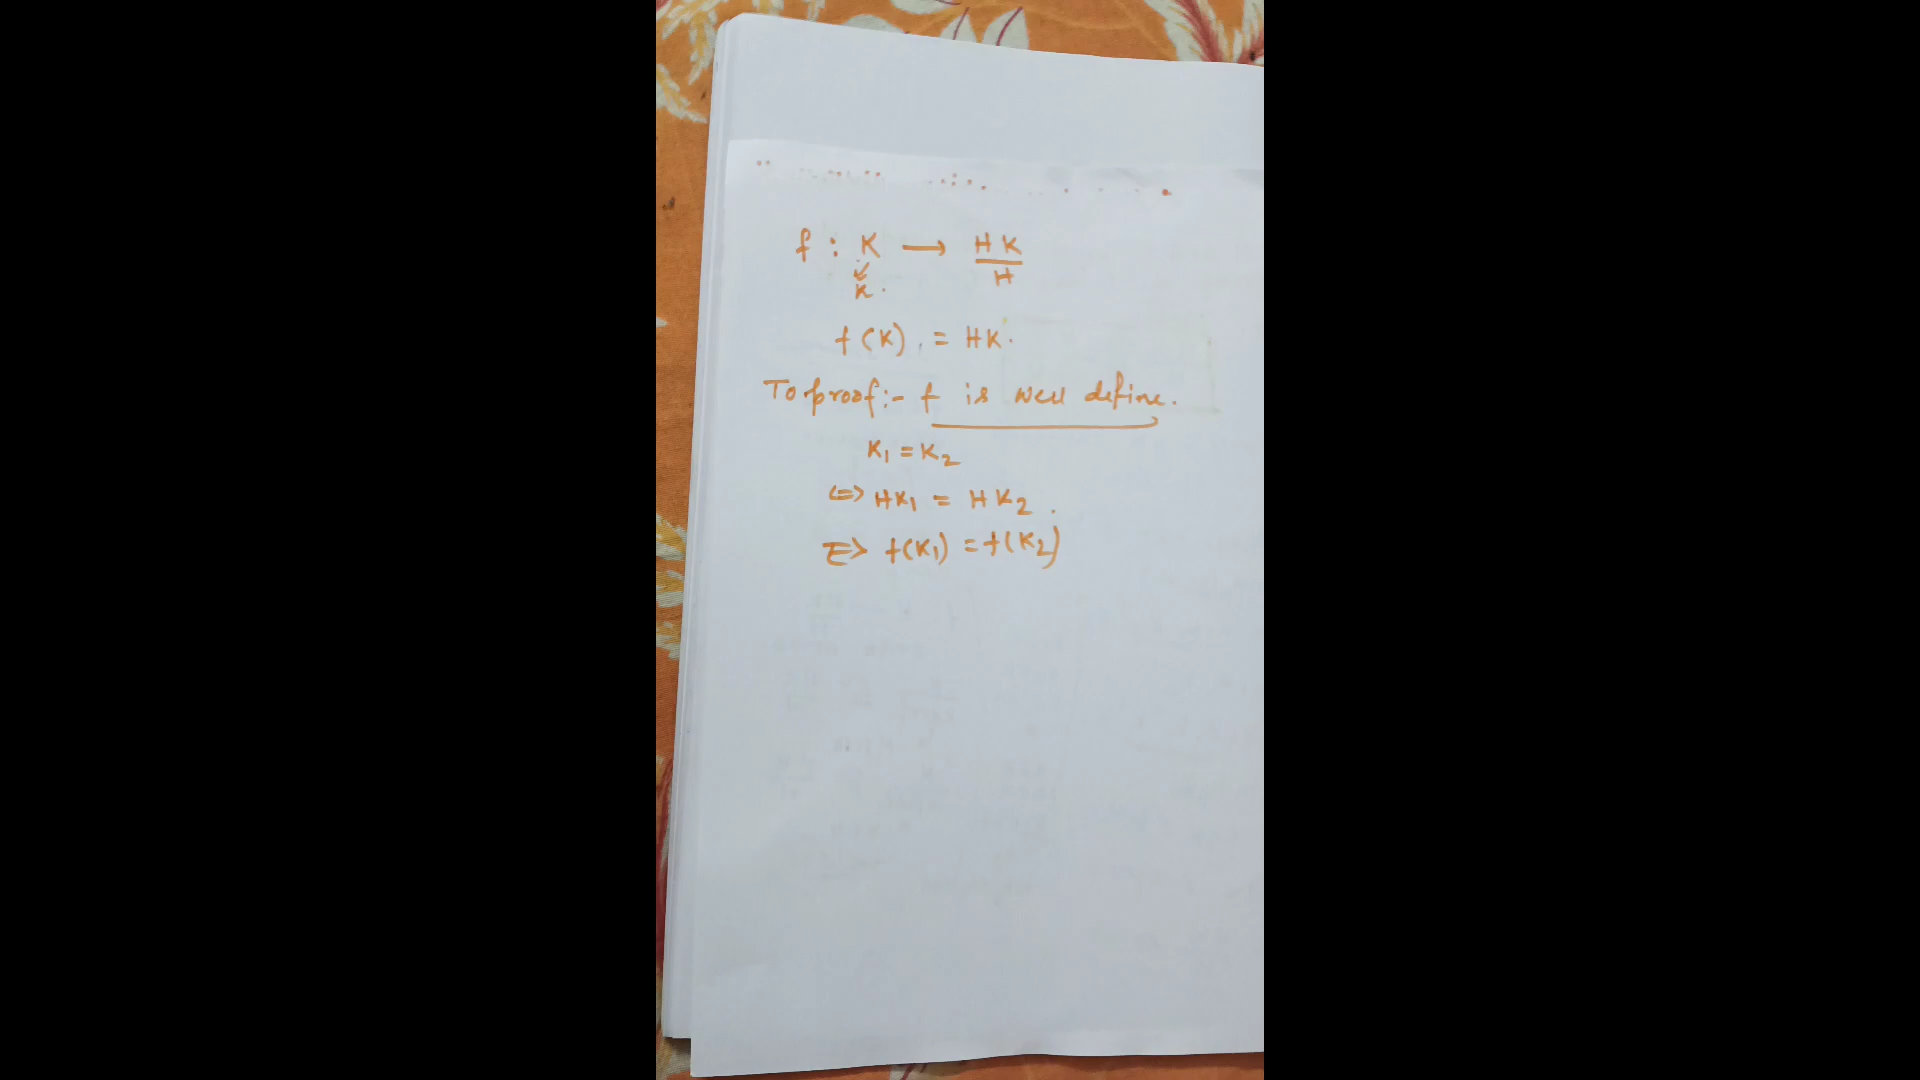 f : K → HK
H
k.
f(K) = HK.
To proof:- f is well define.
K₁ = K₂
<=> HK₁ = HK₂.
=> f(K₁) = f(K₂)